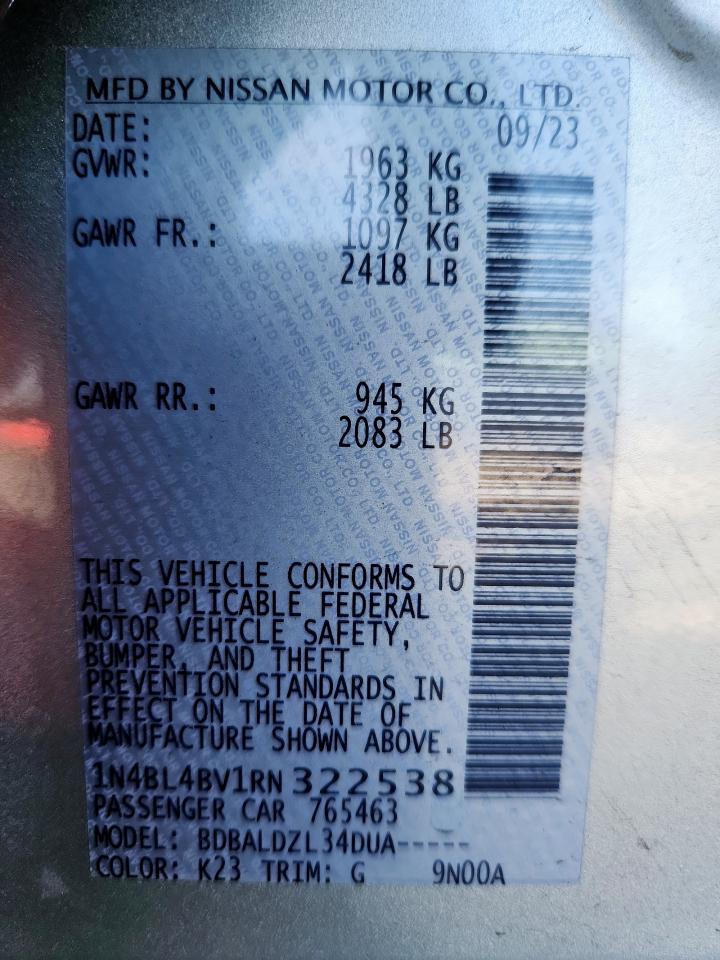 MFD BY NISSAN MOTOR CO., LTD.
DATE: 09/23
GVWR: 1963 KG
4328 LB
GAWR FR.: 1097 KG
2418 LB
GAWR RR.: 945 KG
2083 LB
THIS VEHICLE CONFORMS TO
ALL APPLICABLE FEDERAL
MOTOR VEHICLE SAFETY,
BUMPER, AND THEFT
PREVENTION STANDARDS IN
EFFECT ON THE DATE OF
MANUFACTURE SHOWN ABOVE.
1N4BL4BV1RN322538
PASSENGER CAR 765463
MODEL: BDBALDZL34DUA-----
COLOR: K23 TRIM: G 9N00A